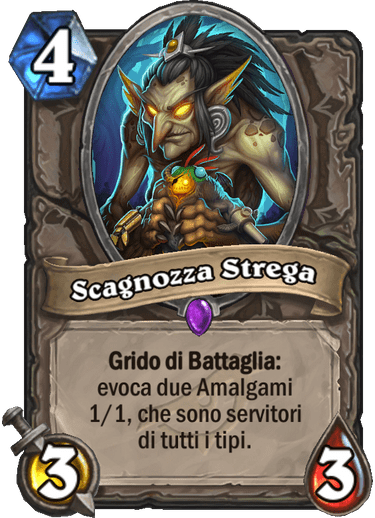 4
Scagnozza Strega
Grido di Battaglia:
evoca due Amalgami
1/1, che sono servitori
di tutti i tipi.
3
3